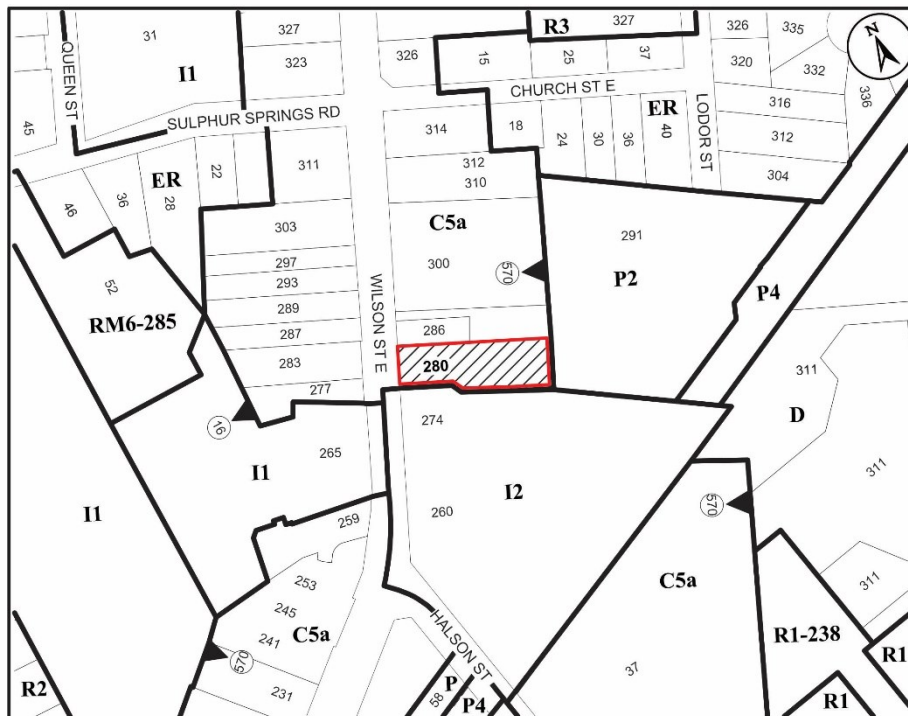 R3
327
31
327
326
335
QUEEN ST
I1
323
326
15
25
37
320
332
CHURCH ST E
N
SULPHUR SPRINGS RD
ER
LODOR ST
316
336
45
314
18
24
30
36
40
312
22
311
312
304
ER
36
28
310
46
C5a
303
291
300
570
P2
P4
297
293
52
WILSON ST E
289
RM6-285
287
286
283
280
311
277
D
16
274
265
I1
I2
311
I1
260
570
259
253
C5a
311
245
C5a
241
R1-238
HALSON ST
570
R1
R2
231
37
P
58
P4
R1